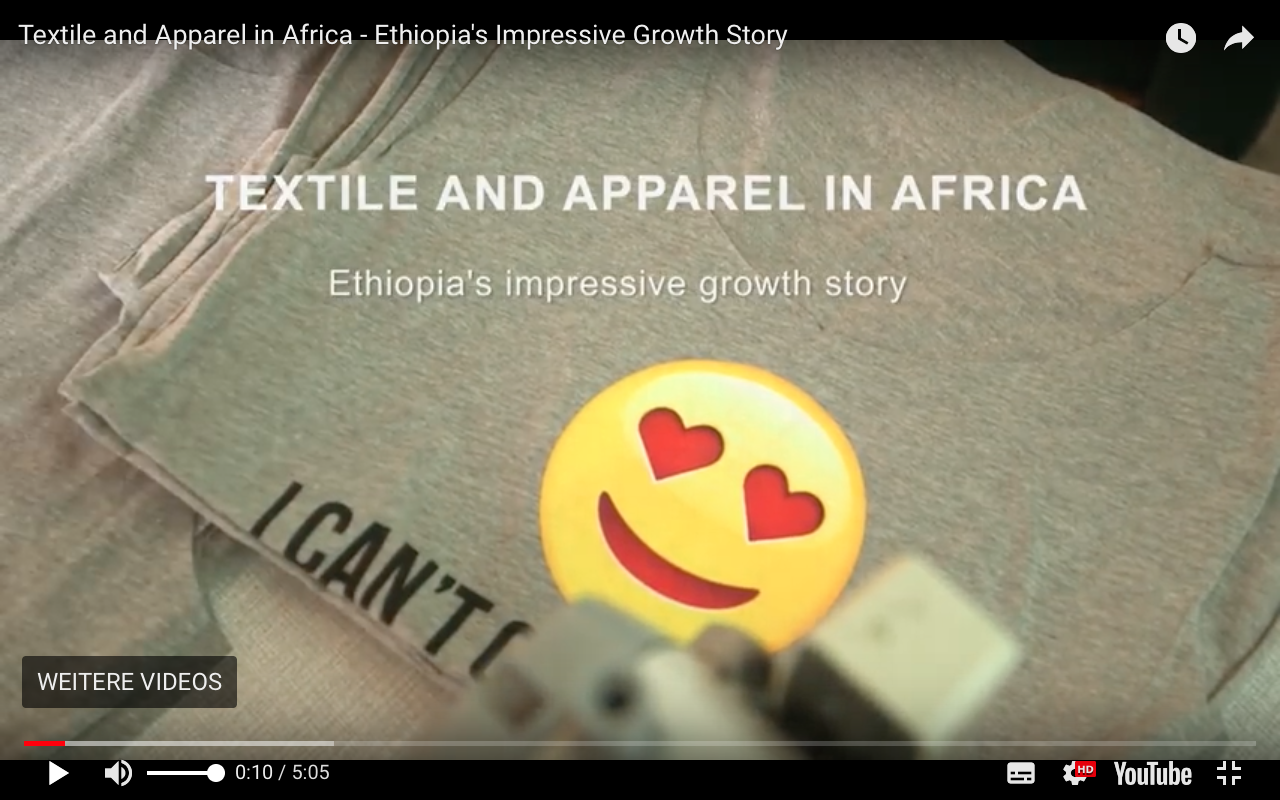 Textile and Apparel in Africa - Ethiopia's Impressive Growth Story
TEXTILE AND APPAREL IN AFRICA
Ethiopia's impressive growth story
I CAN'T
WEITERE VIDEOS
0:10 / 5:05
HD
YouTube